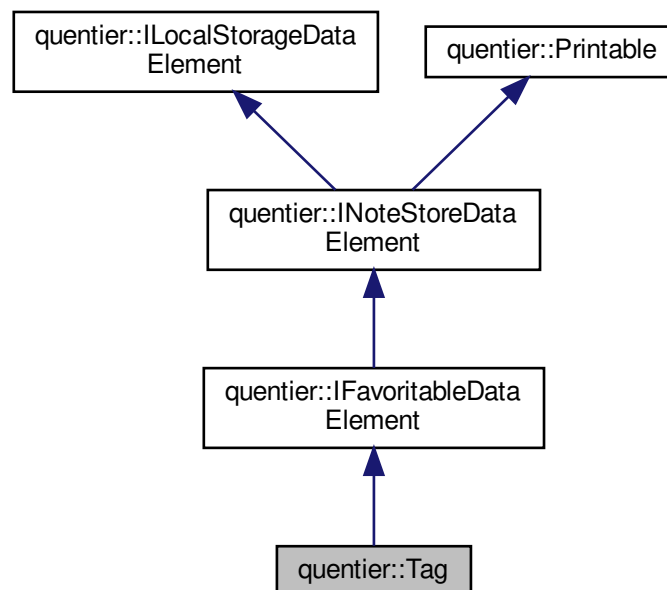 quentier::ILocalStorageData
Element
quentier::Printable
quentier::INoteStoreData
Element
quentier::IFavoritableData
Element
quentier::Tag